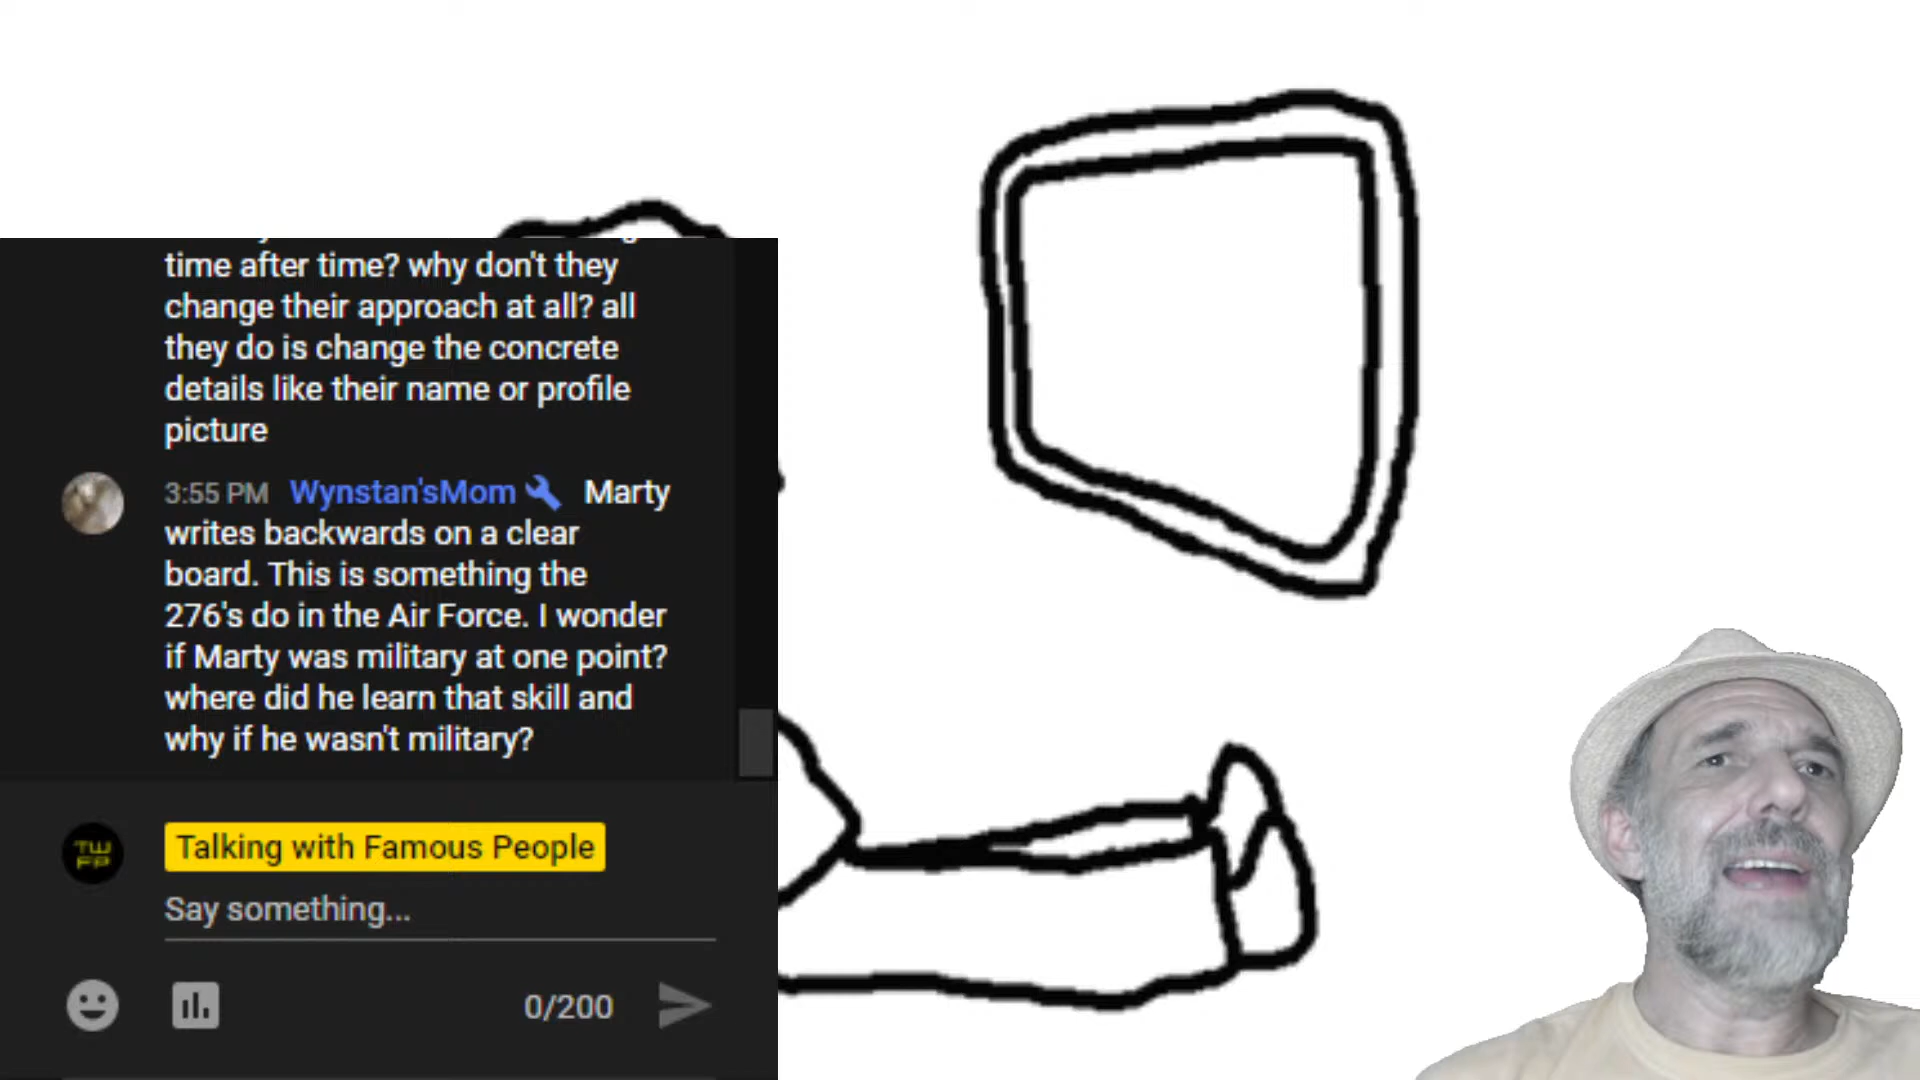 time after time? why don't they
change their approach at all? all
they do is change the concrete
details like their name or profile
picture
3:55 PM Wynstan'sMom Marty
writes backwards on a clear
board. This is something the
276's do in the Air Force. I wonder
if Marty was military at one point?
where did he learn that skill and
why if he wasn't military?
TW
FP
Talking with Famous People
Say something...
0/200